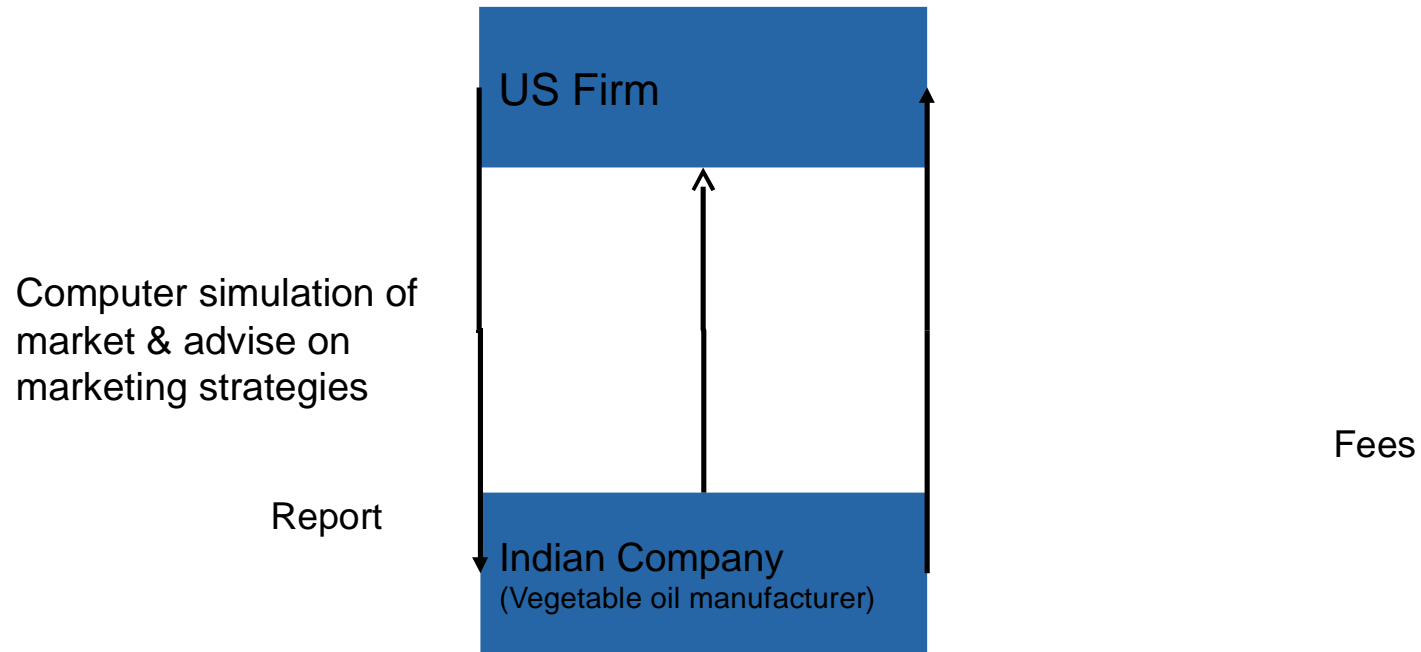 US Firm
Computer simulation of
market & advise on
marketing strategies
Fees
Report
Indian Company
(Vegetable oil manufacturer)